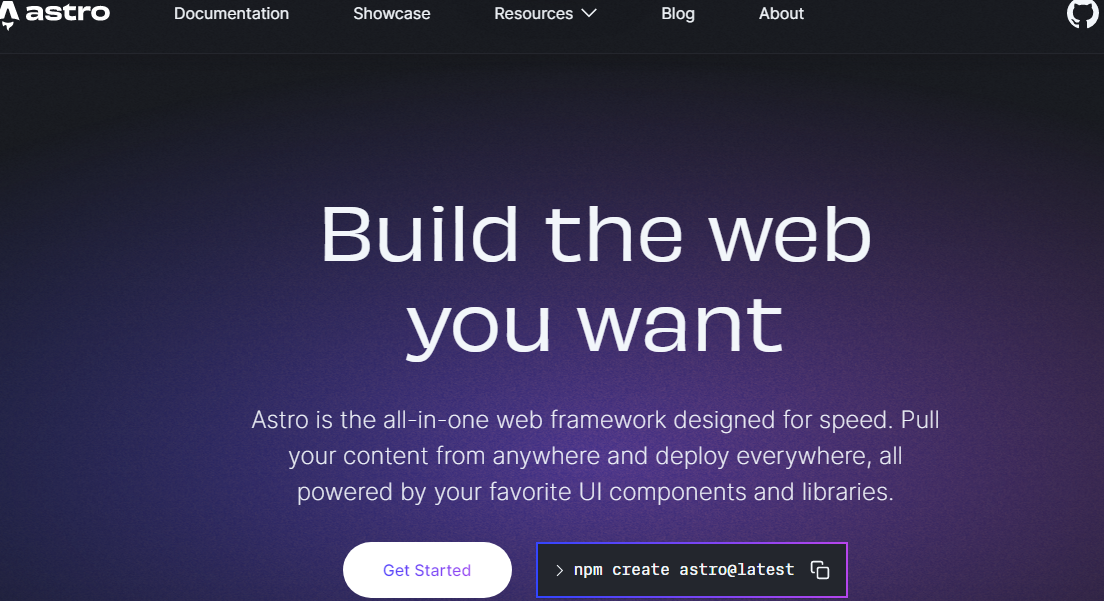 astro
Documentation Showcase Resources Blog About
Build the web
you want
Astro is the all-in-one web framework designed for speed. Pull
your content from anywhere and deploy everywhere, all
powered by your favorite UI components and libraries.
Get Started > npm create astro@latest